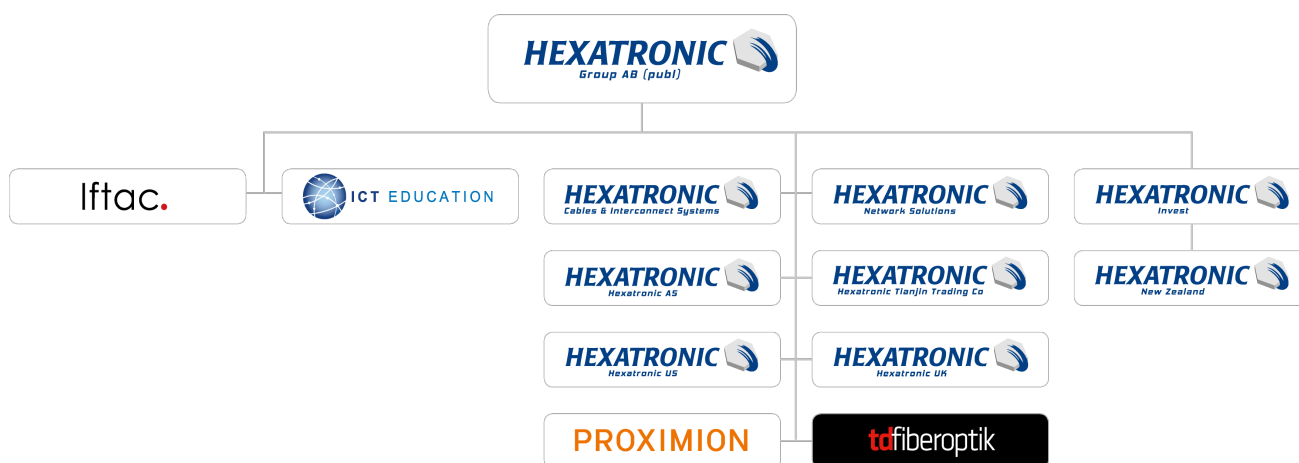 HEXATRONIC
Group AB (publ)
Iftac.
ICT EDUCATION
HEXATRONIC
Cables & Interconnect Systems
HEXATRONIC
Network Solutions
HEXATRONIC
Invest
HEXATRONIC
Hexatronic AS
HEXATRONIC
Hexatronic Tianjin Trading Co
HEXATRONIC
New Zealand
HEXATRONIC
Hexatronic US
HEXATRONIC
Hexatronic UK
PROXIMION
tdfiberoptik